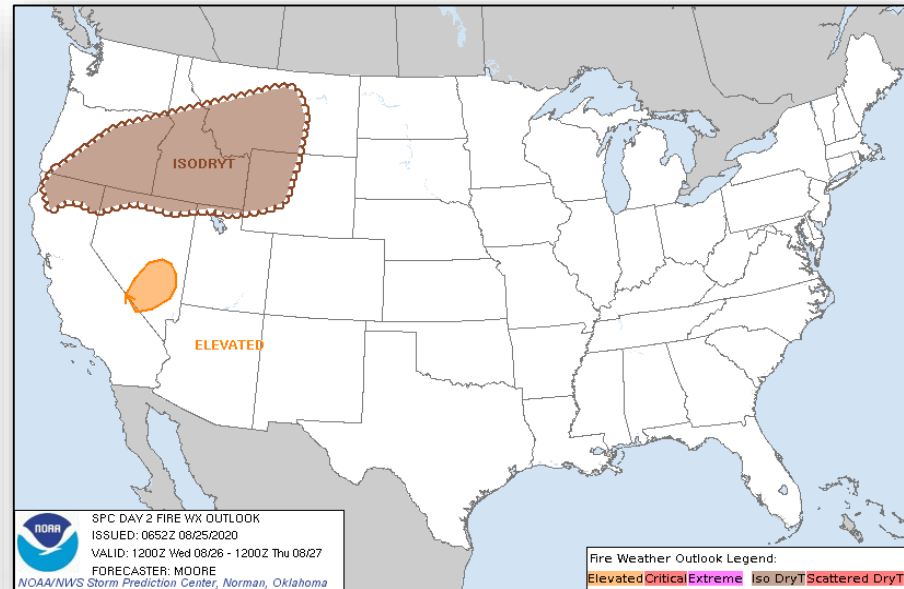 ISODRYT
ELEVATED
NOAA
SPC DAY 2 FIRE WX OUTLOOK
ISSUED: 0652Z 08/25/2020
VALID: 1200Z Wed 08/26 - 1200Z Thu 08/27
FORECASTER: MOORE
NOAA/NWS Storm Prediction Center, Norman, Oklahoma
Fire Weather Outlook Legend:
Elevated Critical Extreme Iso DryT Scattered DryT